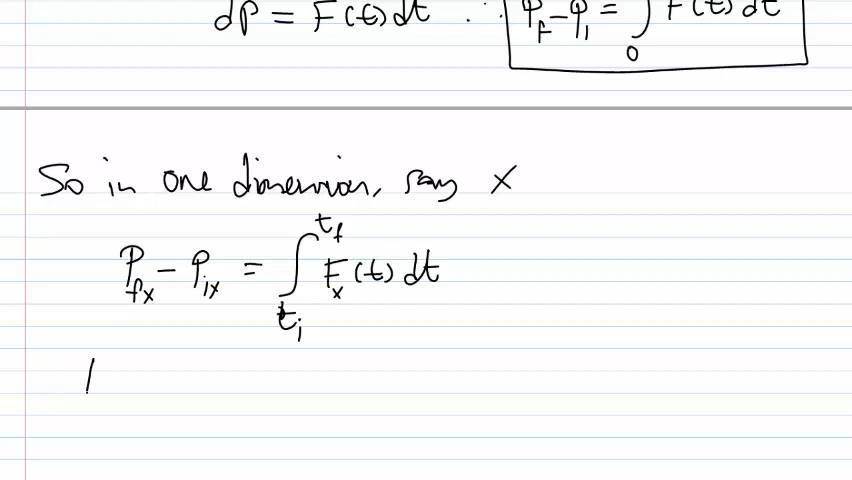 dP = F(t)dt ∴ P_F - P_i = ∫_0 F(t)dt
So in one dimension, say x
P_fx - P_ix = ∫_{t_i}^{t_f} F_x(t)dt